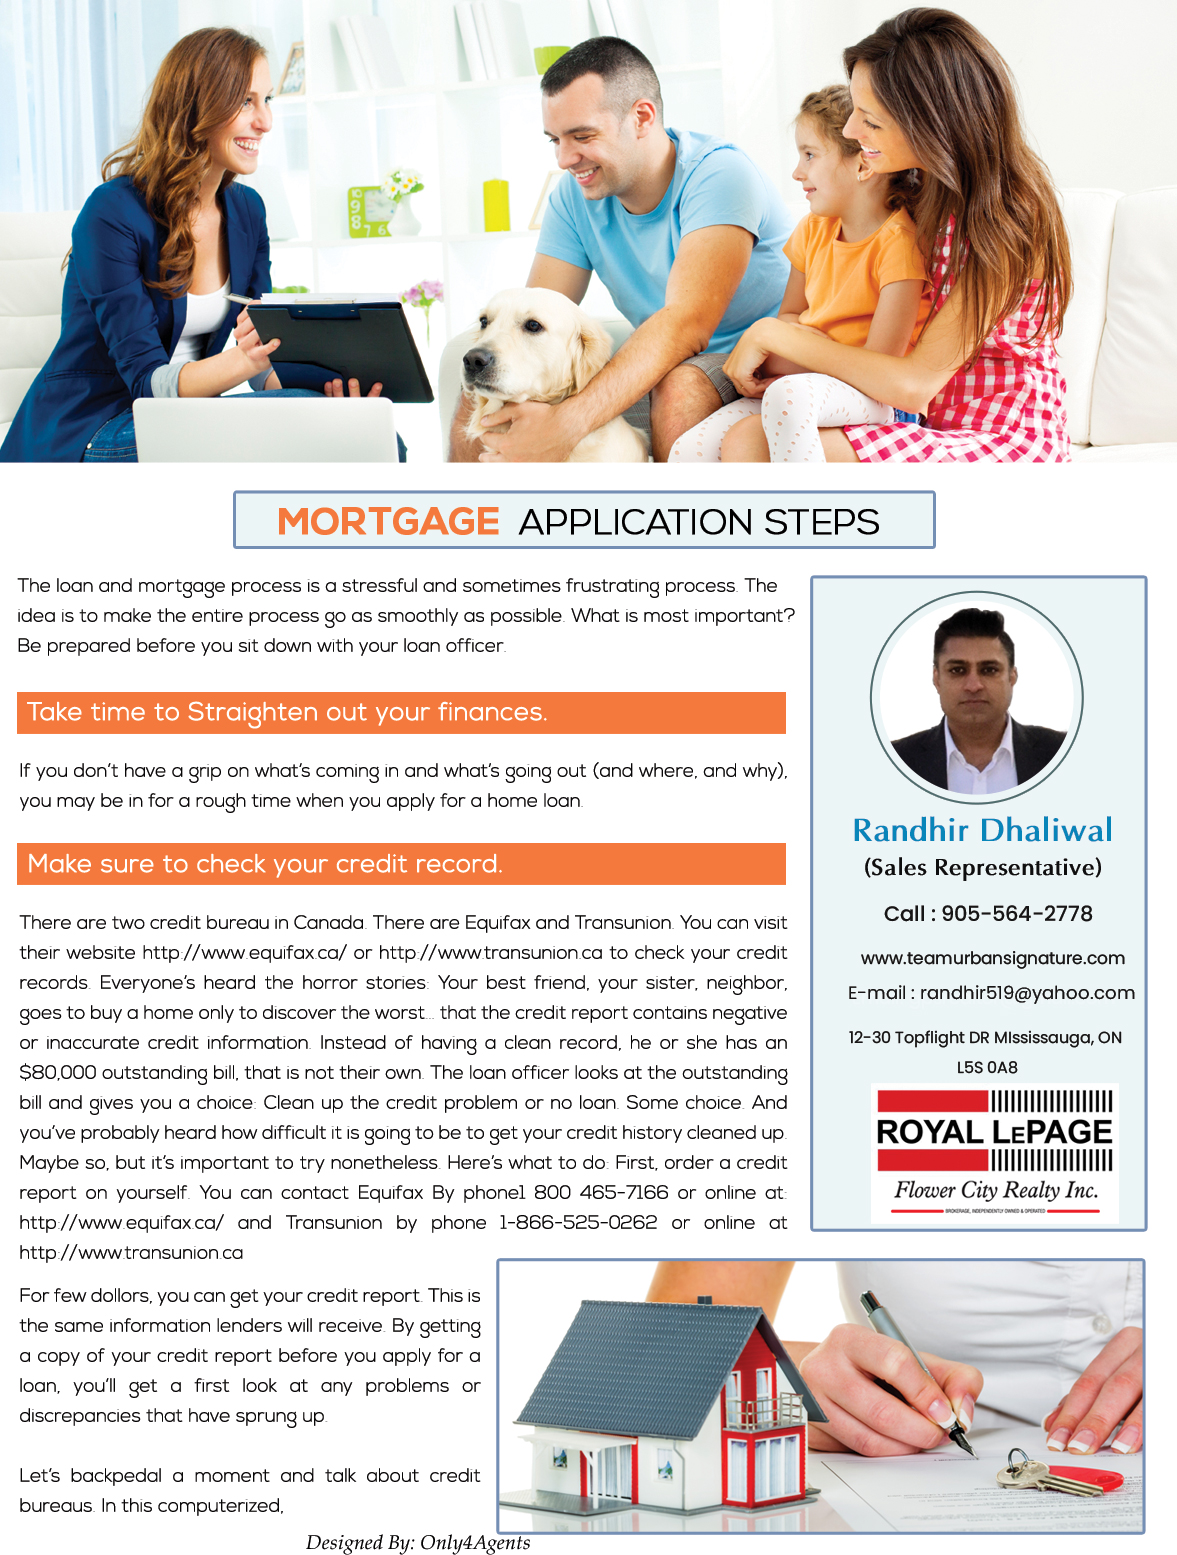 MORTGAGE APPLICATION STEPS
The loan and mortgage process is a stressful and sometimes frustrating process. The
idea is to make the entire process go as smoothly as possible. What is most important?
Be prepared before you sit down with your loan officer.
Take time to Straighten out your finances.
If you don't have a grip on what's coming in and what's going out (and where, and why),
you may be in for a rough time when you apply for a home loan.
Make sure to check your credit record.
There are two credit bureau in Canada. There are Equifax and Transunion. You can visit
their website http://www.equifax.ca/ or http://www.transunion.ca to check your credit
records. Everyone's heard the horror stories: Your best friend, your sister, neighbor,
goes to buy a home only to discover the worst... that the credit report contains negative
or inaccurate credit information. Instead of having a clean record, he or she has an
$80,000 outstanding bill, that is not their own. The loan officer looks at the outstanding
bill and gives you a choice: Clean up the credit problem or no loan. Some choice. And
you've probably heard how difficult it is going to be to get your credit history cleaned up.
Maybe so, but it's important to try nonetheless. Here's what to do: First, order a credit
report on yourself. You can contact Equifax By phone1 800 465-7166 or online at:
http://www.equifax.ca/ and Transunion by phone 1-866-525-0262 or online at
http://www.transunion.ca
For few dollors, you can get your credit report. This is
the same information lenders will receive. By getting
a copy of your credit report before you apply for a
loan, you'll get a first look at any problems or
discrepancies that have sprung up.
Let's backpedal a moment and talk about credit
bureaus. In this computerized,
Randhir Dhaliwal
(Sales Representative)
Call : 905-564-2778
www.teamurbansignature.com
E-mail : randhir519@yahoo.com
12-30 Topflight DR MIssissauga, ON
L5S 0A8
ROYAL LEPAGE
Flower City Realty Inc.
BROKERAGE, INDEPENDENTLY OWNED & OPERATED
Designed By: Only4Agents
10
9
8
7 6